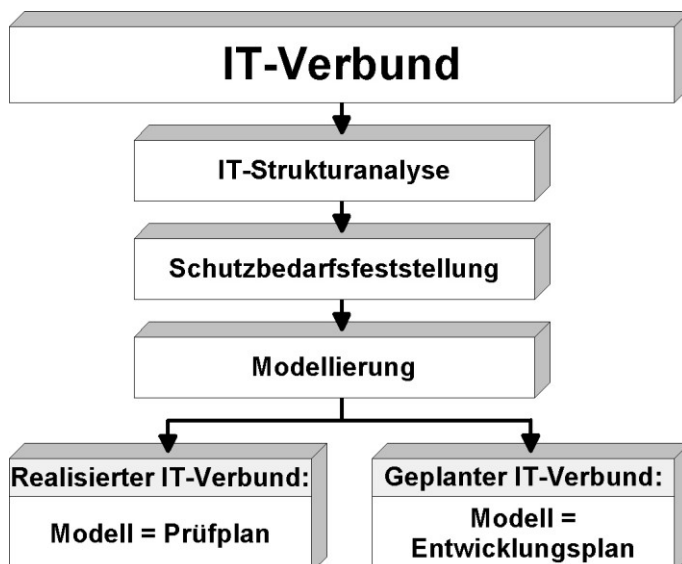 IT-Verbund
IT-Strukturanalyse
Schutzbedarfsfeststellung
Modellierung
Realisierter IT-Verbund:
Modell = Prüfplan
Geplanter IT-Verbund:
Modell =
Entwicklungsplan